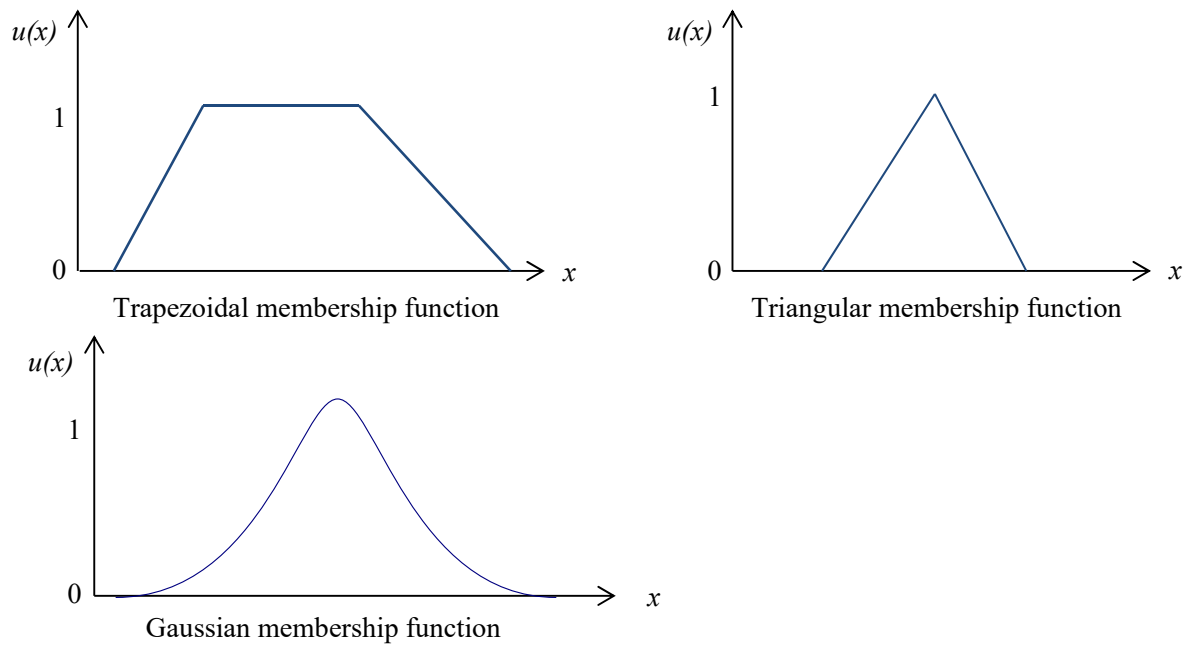 u(x)
1
0
x
Trapezoidal membership function
u(x)
1
0
x
Triangular membership function
u(x)
1
0
x
Gaussian membership function